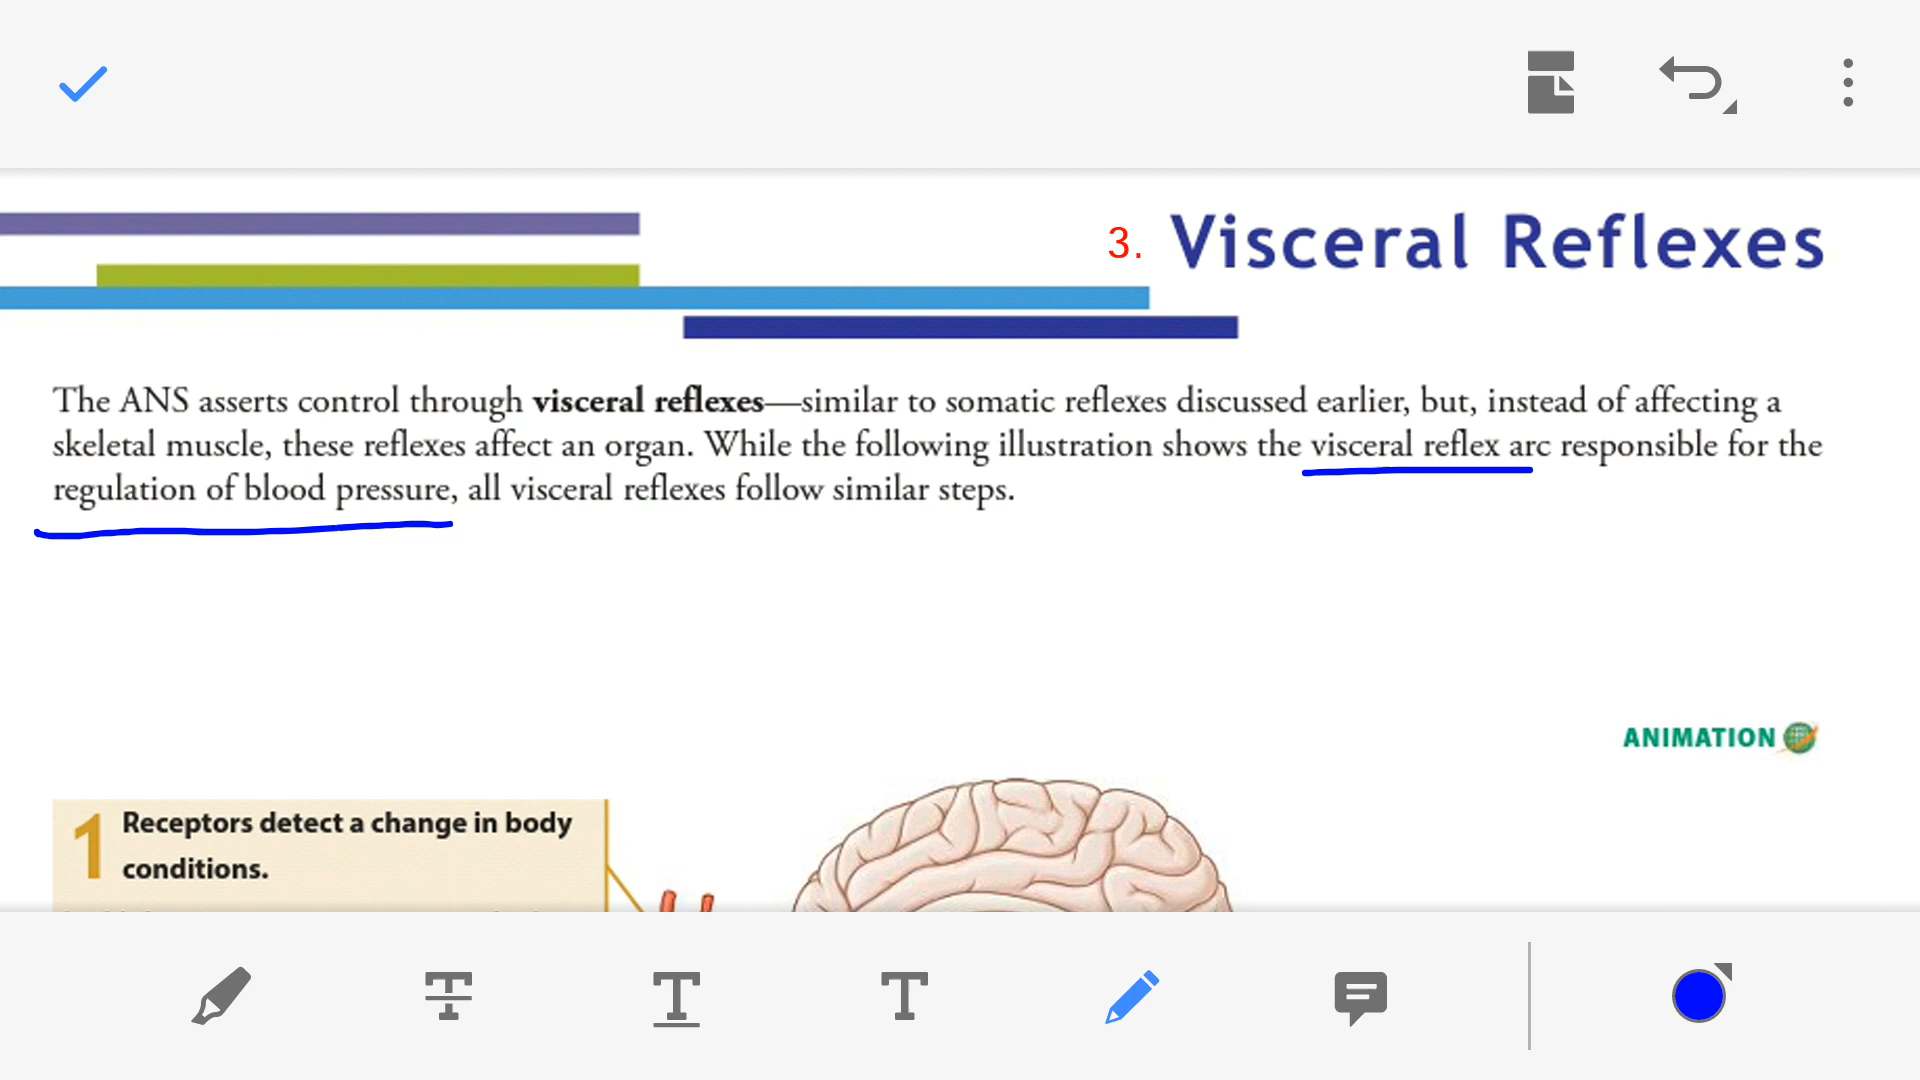 3. Visceral Reflexes
The ANS asserts control through visceral reflexes—similar to somatic reflexes discussed earlier, but, instead of affecting a
skeletal muscle, these reflexes affect an organ. While the following illustration shows the visceral reflex arc responsible for the
regulation of blood pressure, all visceral reflexes follow similar steps.
ANIMATION
1 Receptors detect a change in body
conditions.
T
T
T